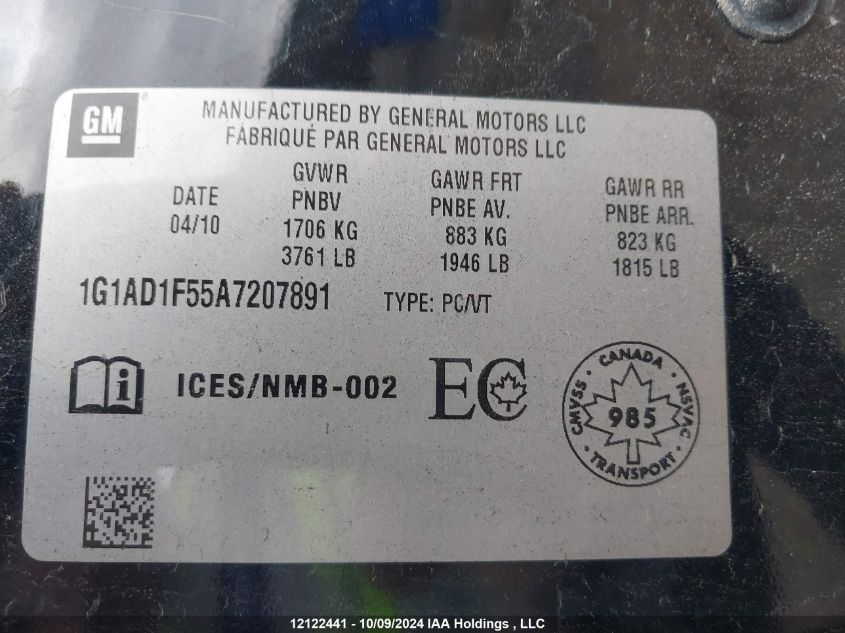 GM
MANUFACTURED BY GENERAL MOTORS LLC
FABRIQUÉ PAR GENERAL MOTORS LLC
DATE
04/10
GVWR
PNBV
1706 KG
3761 LB
GAWR FRT
PNBE AV.
883 KG
1946 LB
GAWR RR
PNBE ARR.
823 KG
1815 LB
1G1AD1F55A7207891 TYPE: PC/VT
i ICES/NMB-002 EC
CANADA
CMVSS 985 NSVAC
TRANSPORT
12122441 - 10/09/2024 IAA Holdings , LLC